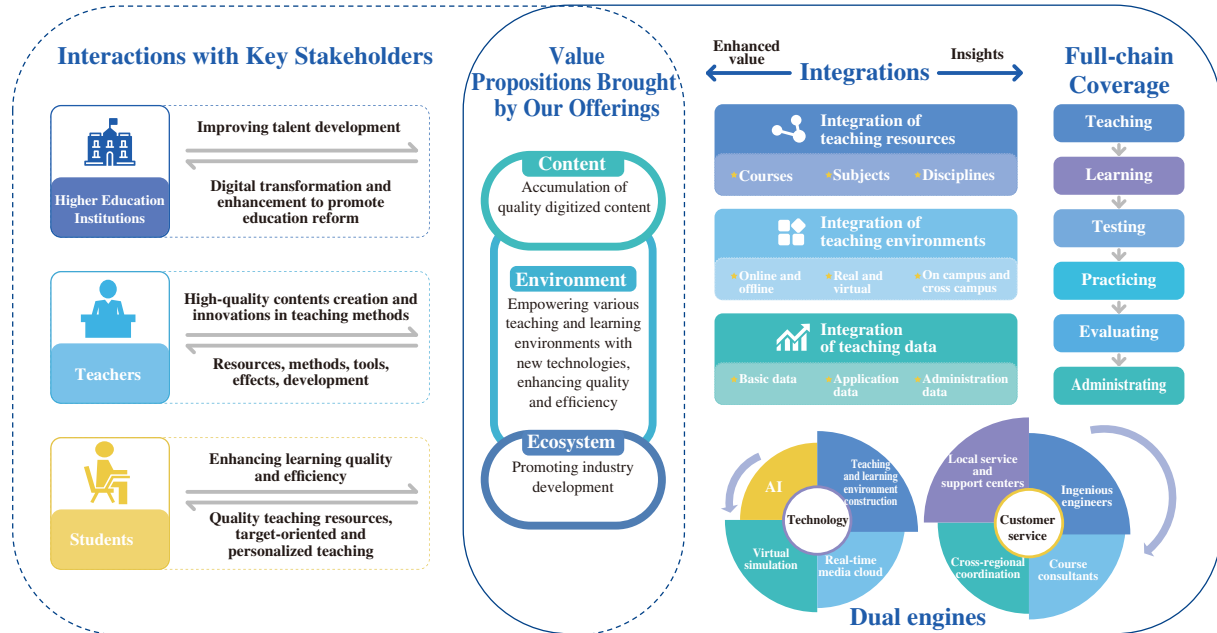 Interactions with Key Stakeholders
Higher Education
Institutions
Improving talent development
Digital transformation and
enhancement to promote
education reform
Teachers
High-quality contents creation and
innovations in teaching methods
Resources, methods, tools,
effects, development
Students
Enhancing learning quality
and efficiency
Quality teaching resources,
target-oriented and
personalized teaching
Value
Propositions Brought
by Our Offerings
Content
Accumulation of
quality digitized content
Environment
Empowering various
teaching and learning
environments with
new technologies,
enhancing quality
and efficiency
Ecosystem
Promoting industry
development
Enhanced
value
Integrations
Insights
Integration of
teaching resources
Courses
Subjects
Disciplines
Integration of
teaching environments
Online and
offline
Real and
virtual
On campus and
cross campus
Integration
of teaching data
Basic data
Application
data
Administration
data
Full-chain
Coverage
Teaching
Learning
Testing
Practicing
Evaluating
Administrating
AI
Teaching
and learning
environment
construction
Technology
Virtual
simulation
Real-time
media cloud
Local service
and
support centers
Ingenious
engineers
Customer
service
Cross-regional
coordination
Course
consultants
Dual engines